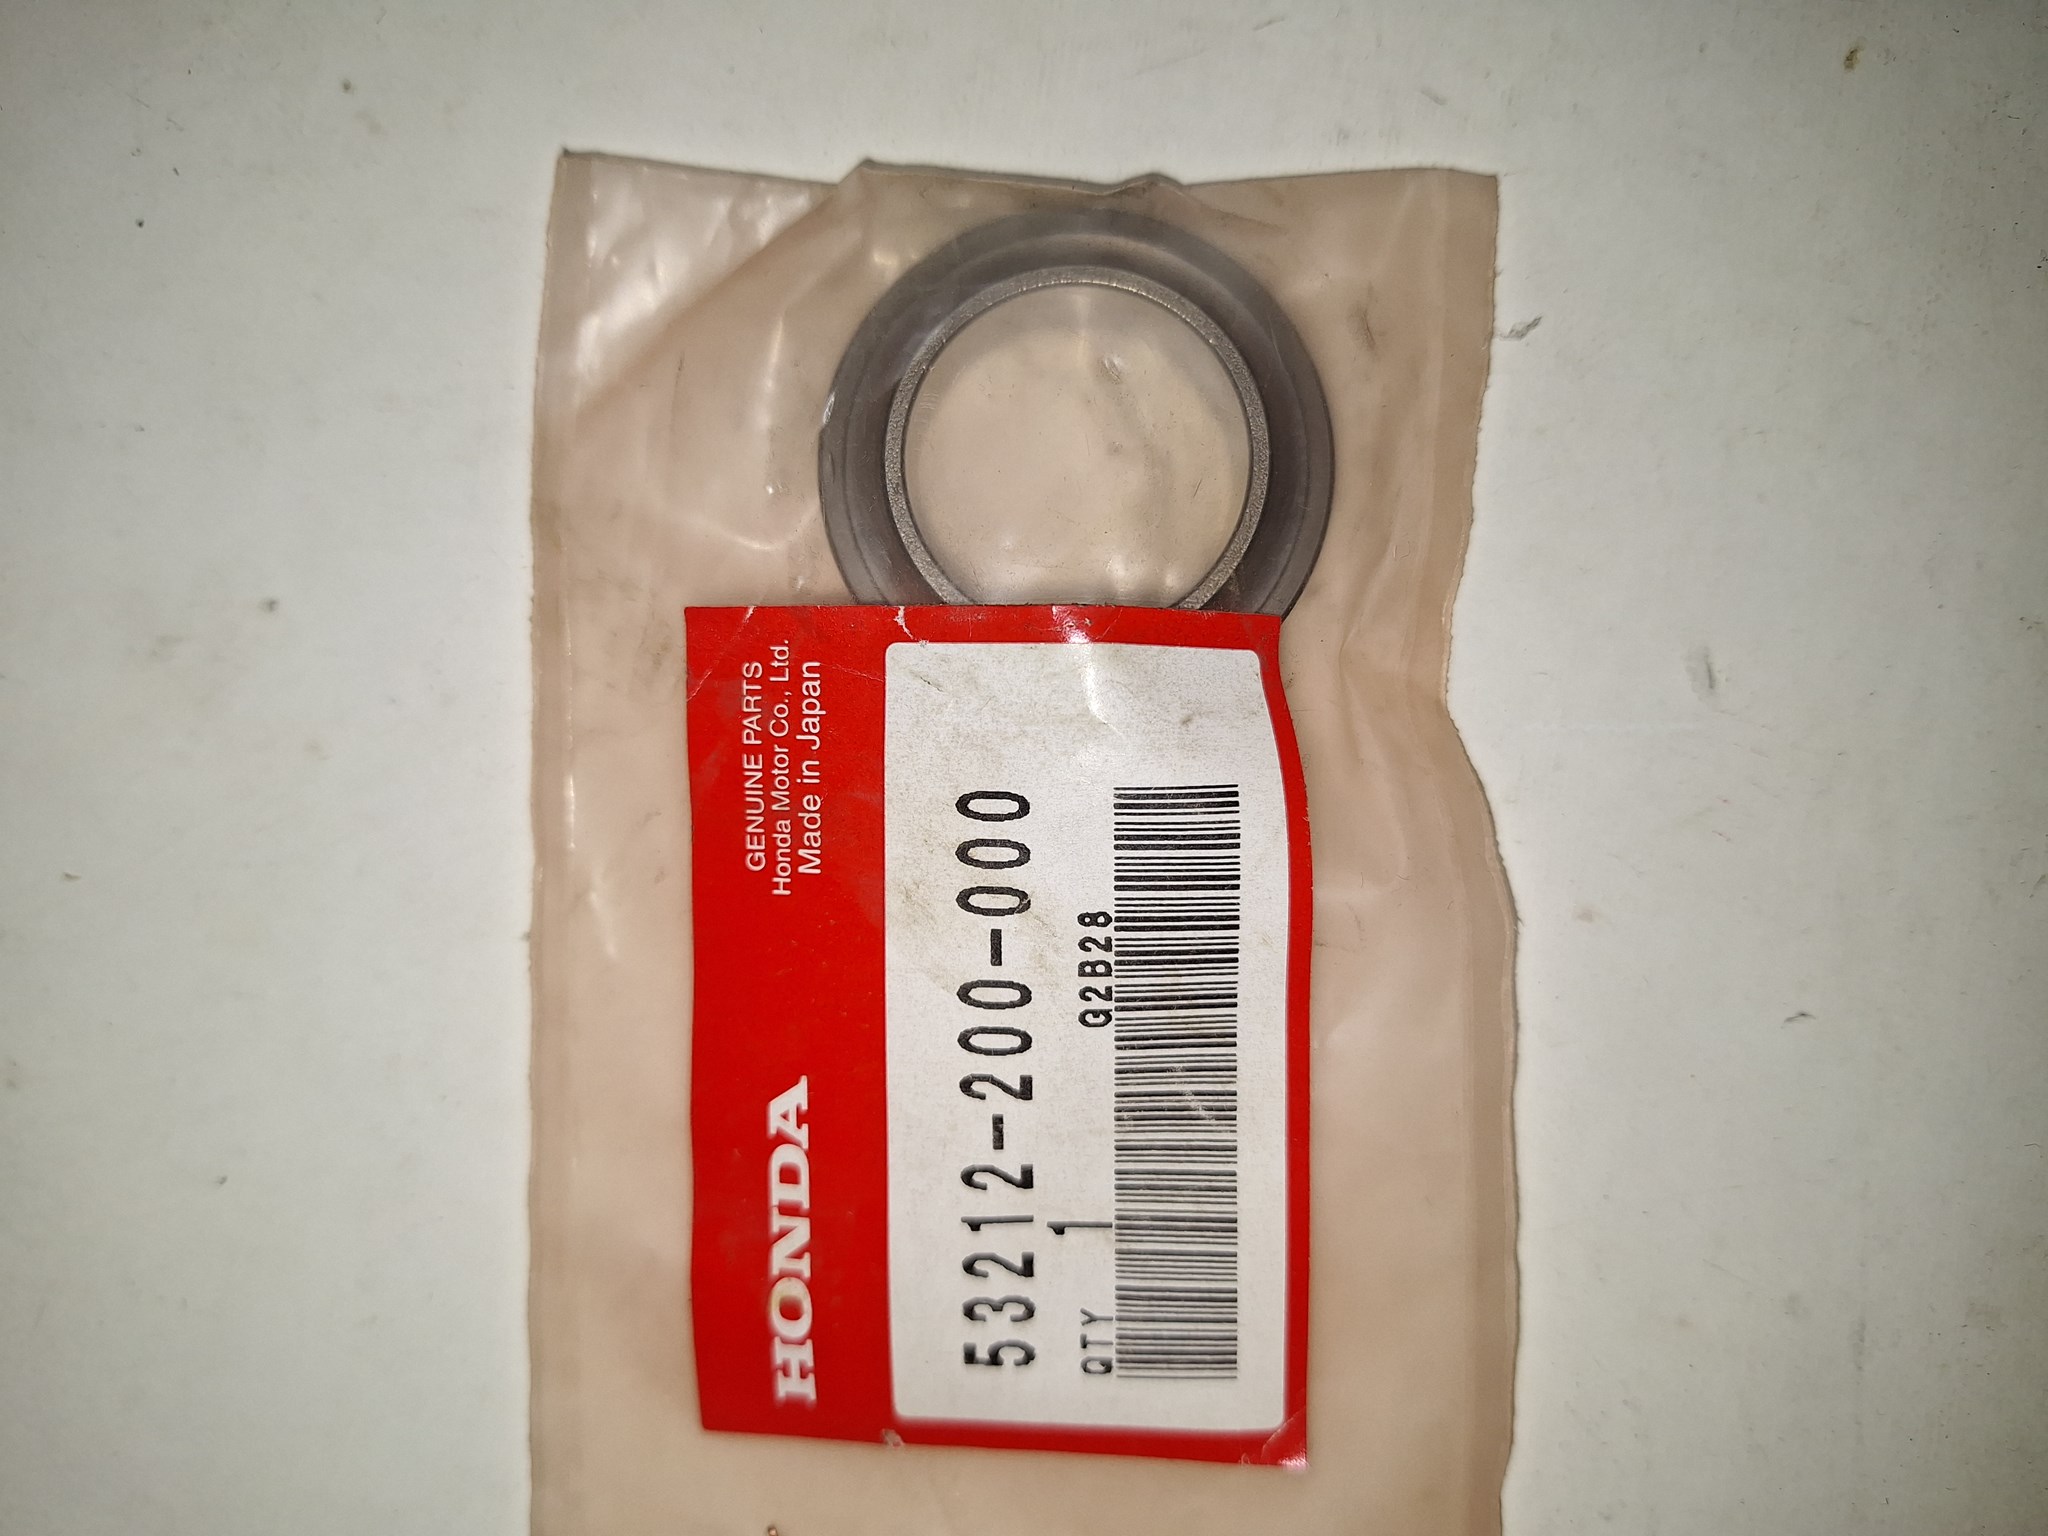 HONDA
GENUINE PARTS
Honda Motor Co., Ltd.
Made in Japan
53212-200-000
QTY 1 G2B28